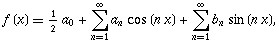 f (x) = 1/2 a₀ + ∑_{n=1}^{∞} aₙ cos (n x) + ∑_{n=1}^{∞} bₙ sin (n x),